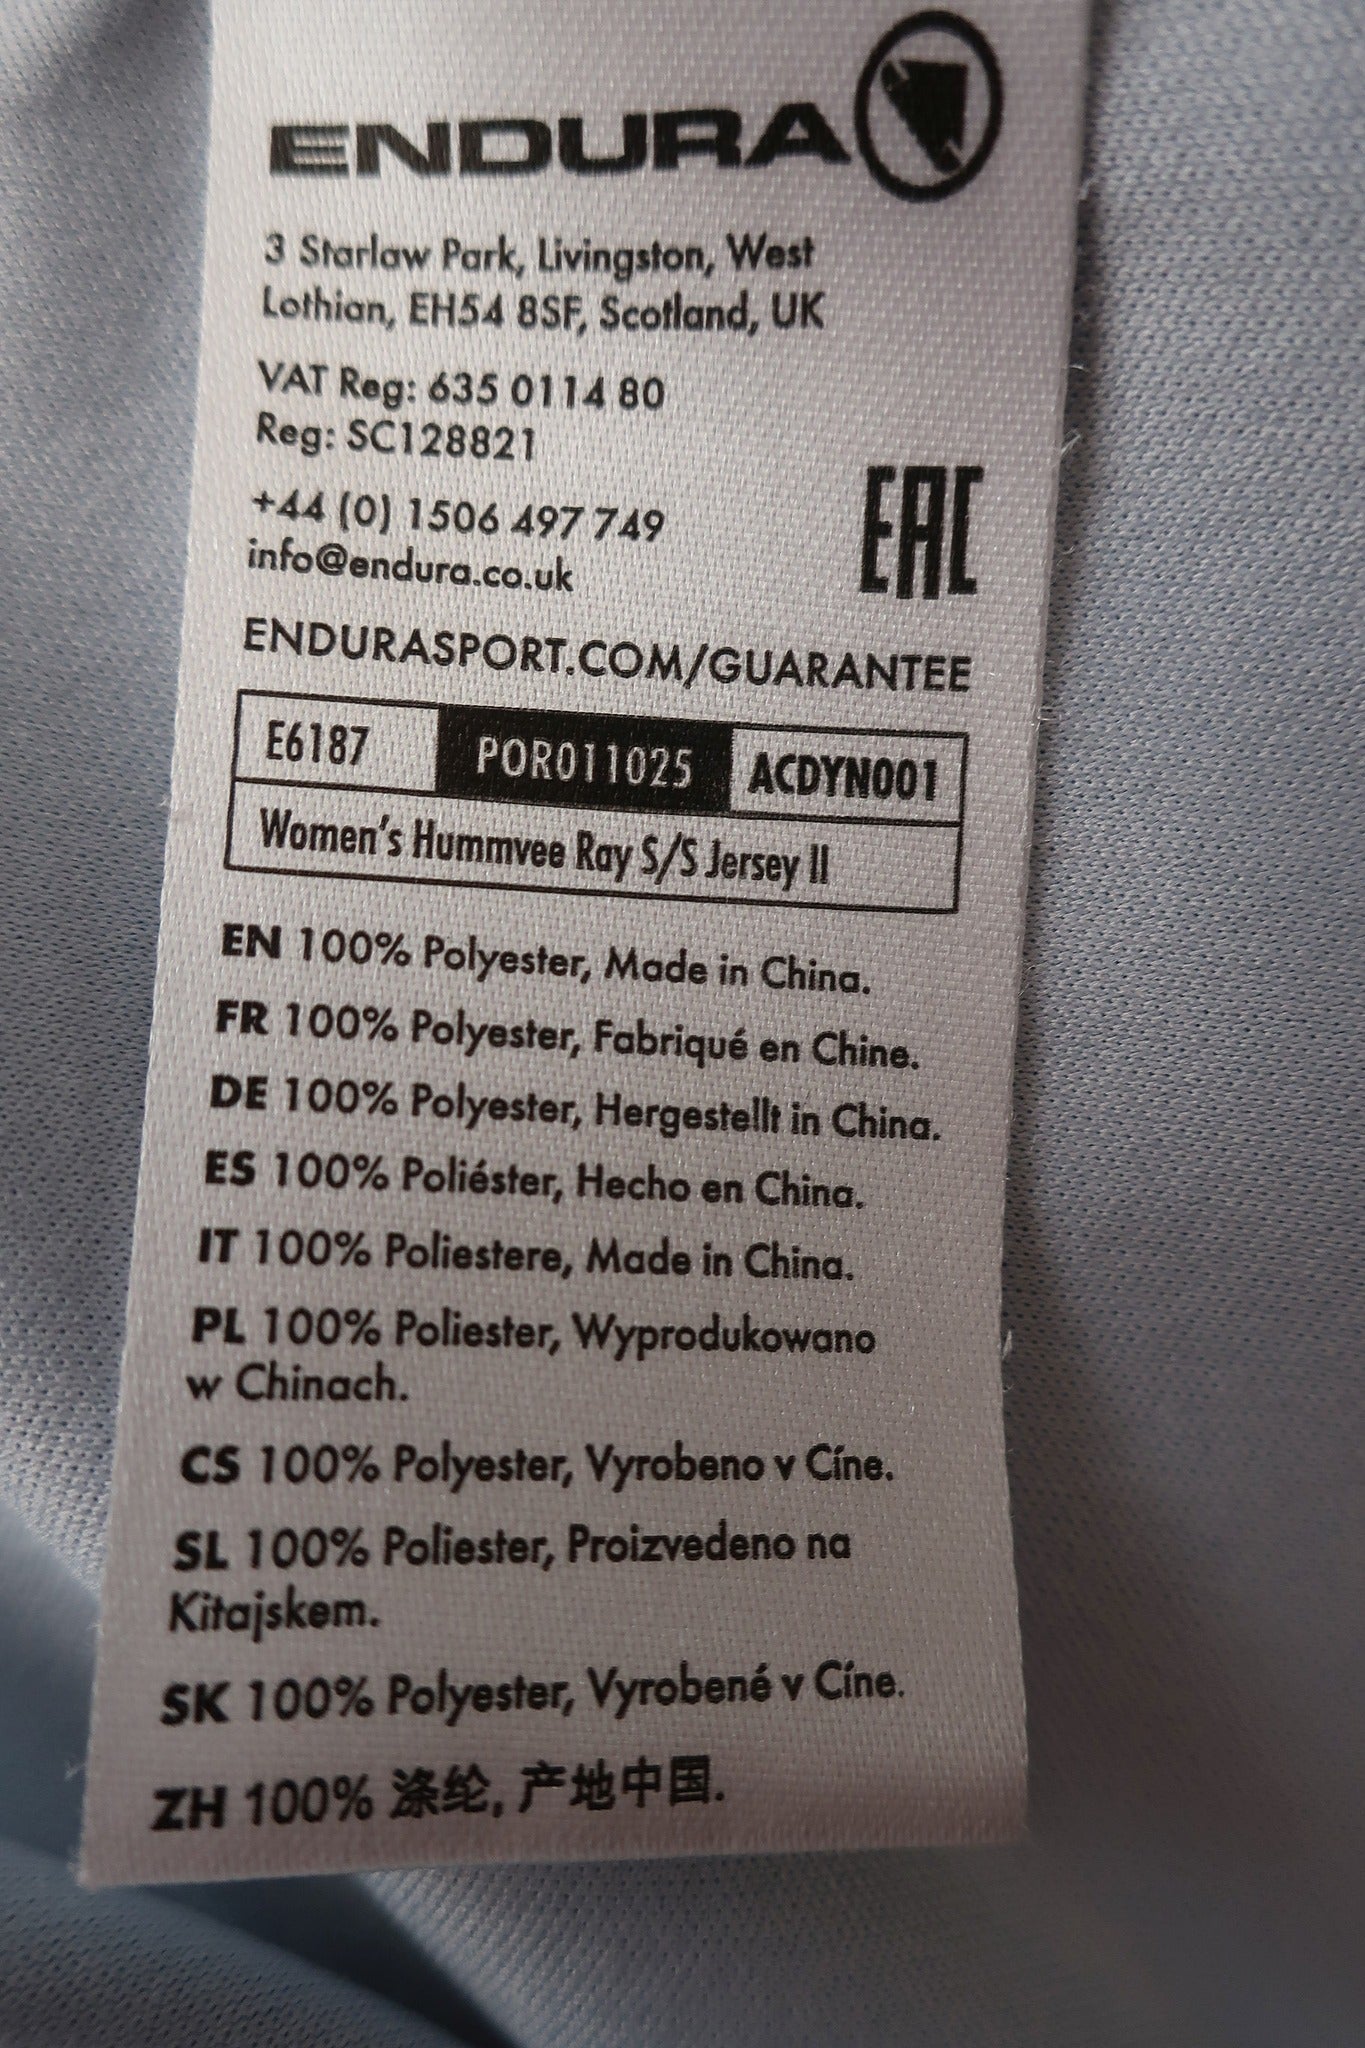 ENDURA
3 Starlaw Park, Livingston, West
Lothian, EH54 8SF, Scotland, UK
VAT Reg: 635 0114 80
Reg: SC128821
+44 (0) 1506 497 749
info@endura.co.uk
EAC
ENDURASPORT.COM/GUARANTEE
E6187 POR011025 ACDYN001
Women's Hummvee Ray S/S Jersey II
EN 100% Polyester, Made in China.
FR 100% Polyester, Fabriqué en Chine.
DE 100% Polyester, Hergestellt in China.
ES 100% Poliéster, Hecho en China.
IT 100% Poliestere, Made in China.
PL 100% Poliester, Wyprodukowano
w Chinach.
CS 100% Polyester, Vyrobeno v Číne.
SL 100% Poliester, Proizvedeno na
Kitajskem.
SK 100% Polyester, Vyrobené v Číne.
ZH 100% 涤纶, 产地中国.